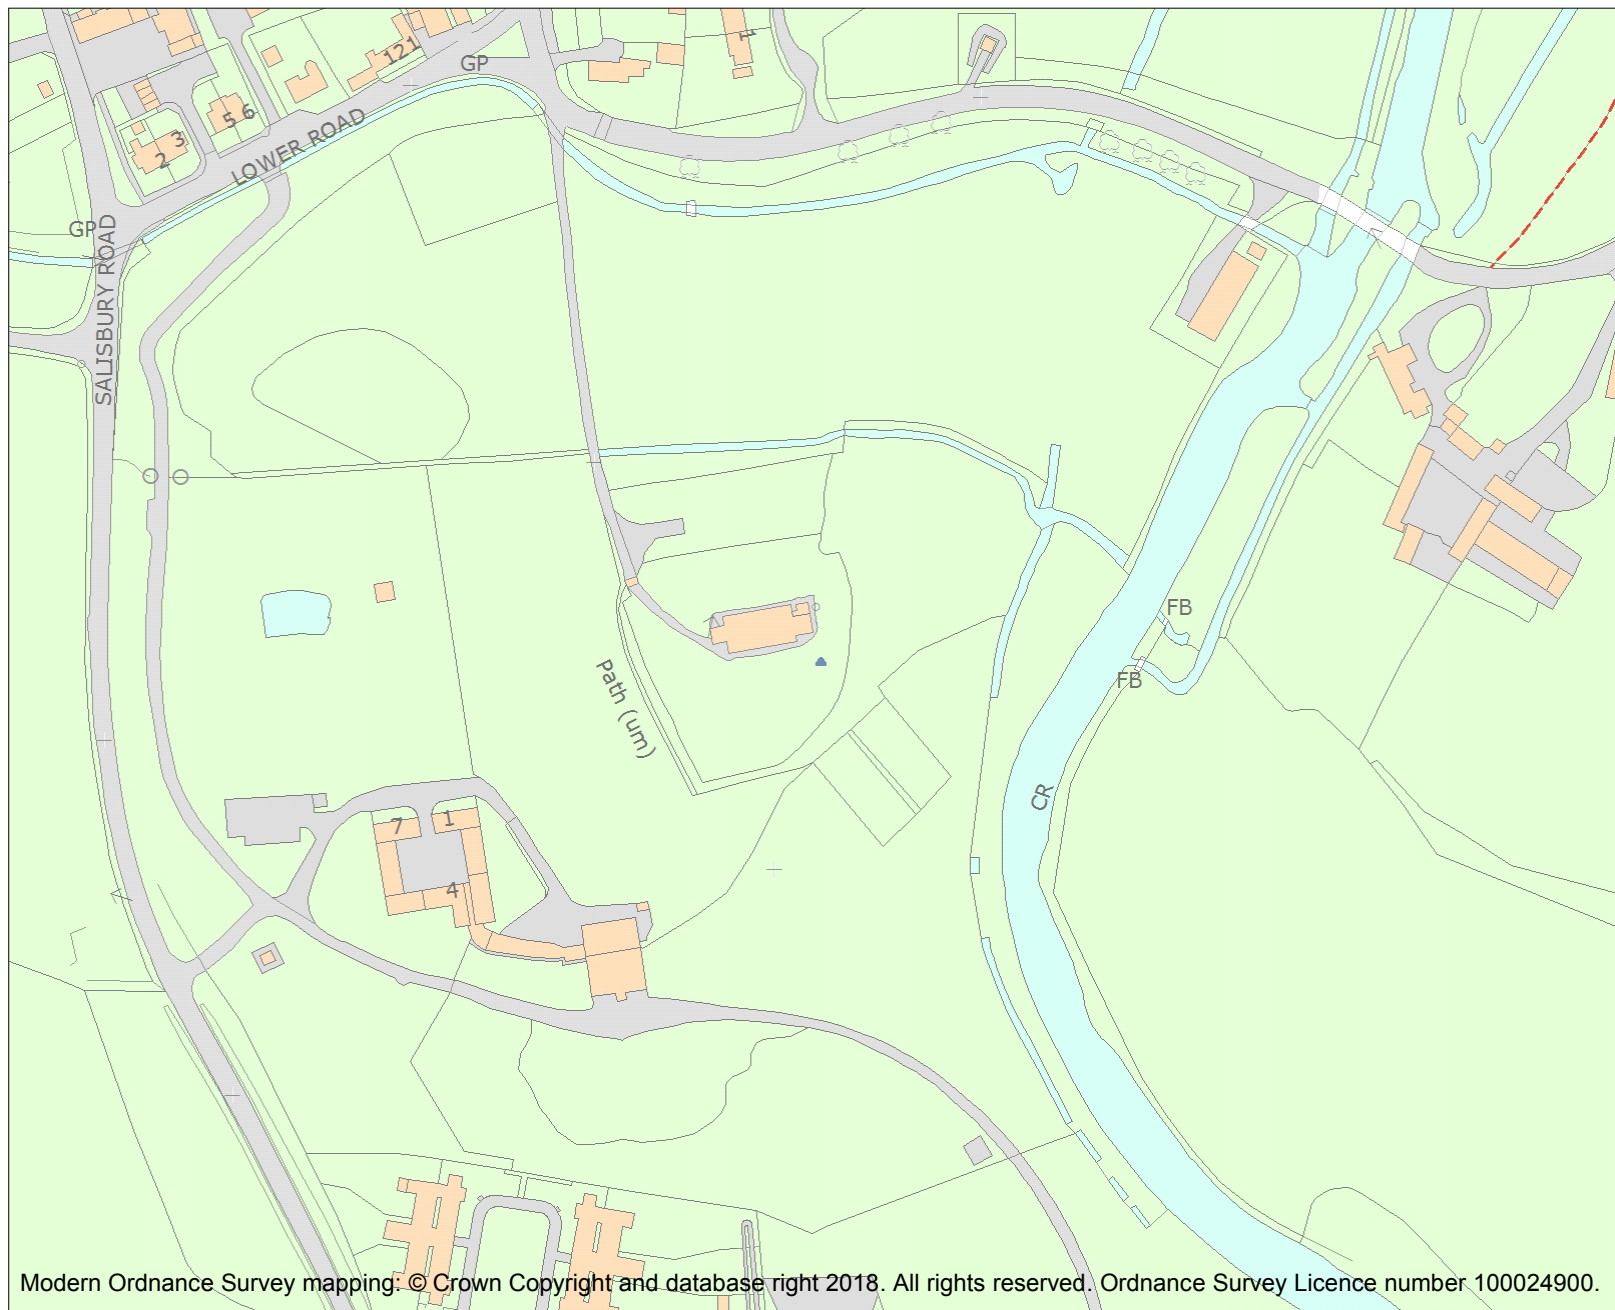 121
1
GP
5 6
3
2
LOWER ROAD
GP
SALISBURY ROAD
FB
FB
Path (um)
CR
7
1
4
Modern Ordnance Survey mapping: © Crown Copyright and database right 2018. All rights reserved. Ordnance Survey Licence number 100024900.